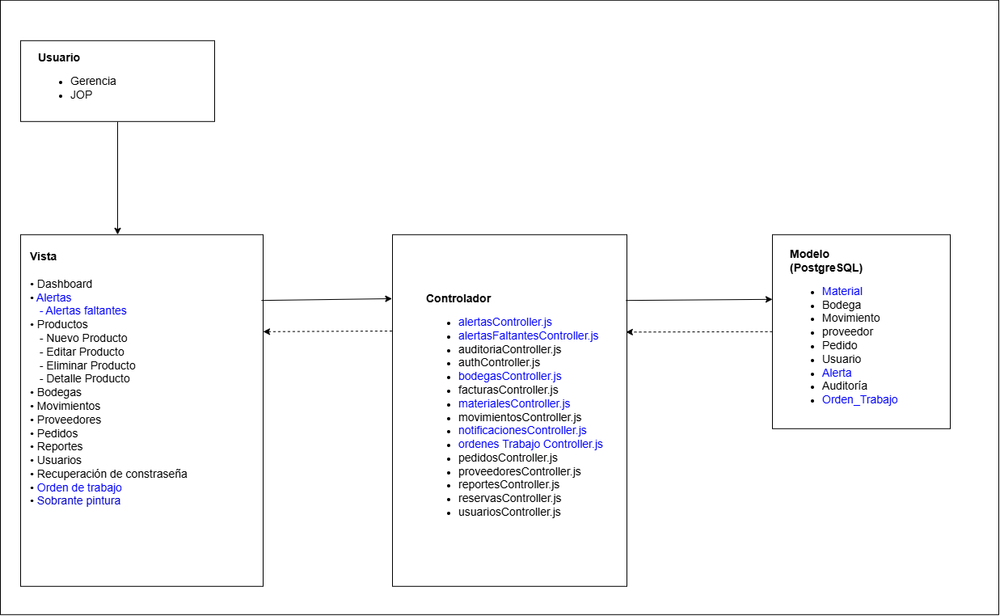 Usuario
• Gerencia
• JOP
Vista
• Dashboard
• Alertas
- Alertas faltantes
• Productos
- Nuevo Producto
- Editar Producto
- Eliminar Producto
- Detalle Producto
• Bodegas
• Movimientos
• Proveedores
• Pedidos
• Reportes
• Usuarios
• Recuperación de constraseña
• Orden de trabajo
• Sobrante pintura
Controlador
• alertasController.js
• alertasFaltantesController.js
• auditoriaController.js
• authController.js
• bodegasController.js
• facturasController.js
• materialesController.js
• movimientosController.js
• notificacionesController.js
• ordenes Trabajo Controller.js
• pedidosController.js
• proveedoresController.js
• reportesController.js
• reservasController.js
• usuariosController.js
Modelo
(PostgreSQL)
• Material
• Bodega
• Movimiento
• proveedor
• Pedido
• Usuario
• Alerta
• Auditoría
• Orden_Trabajo